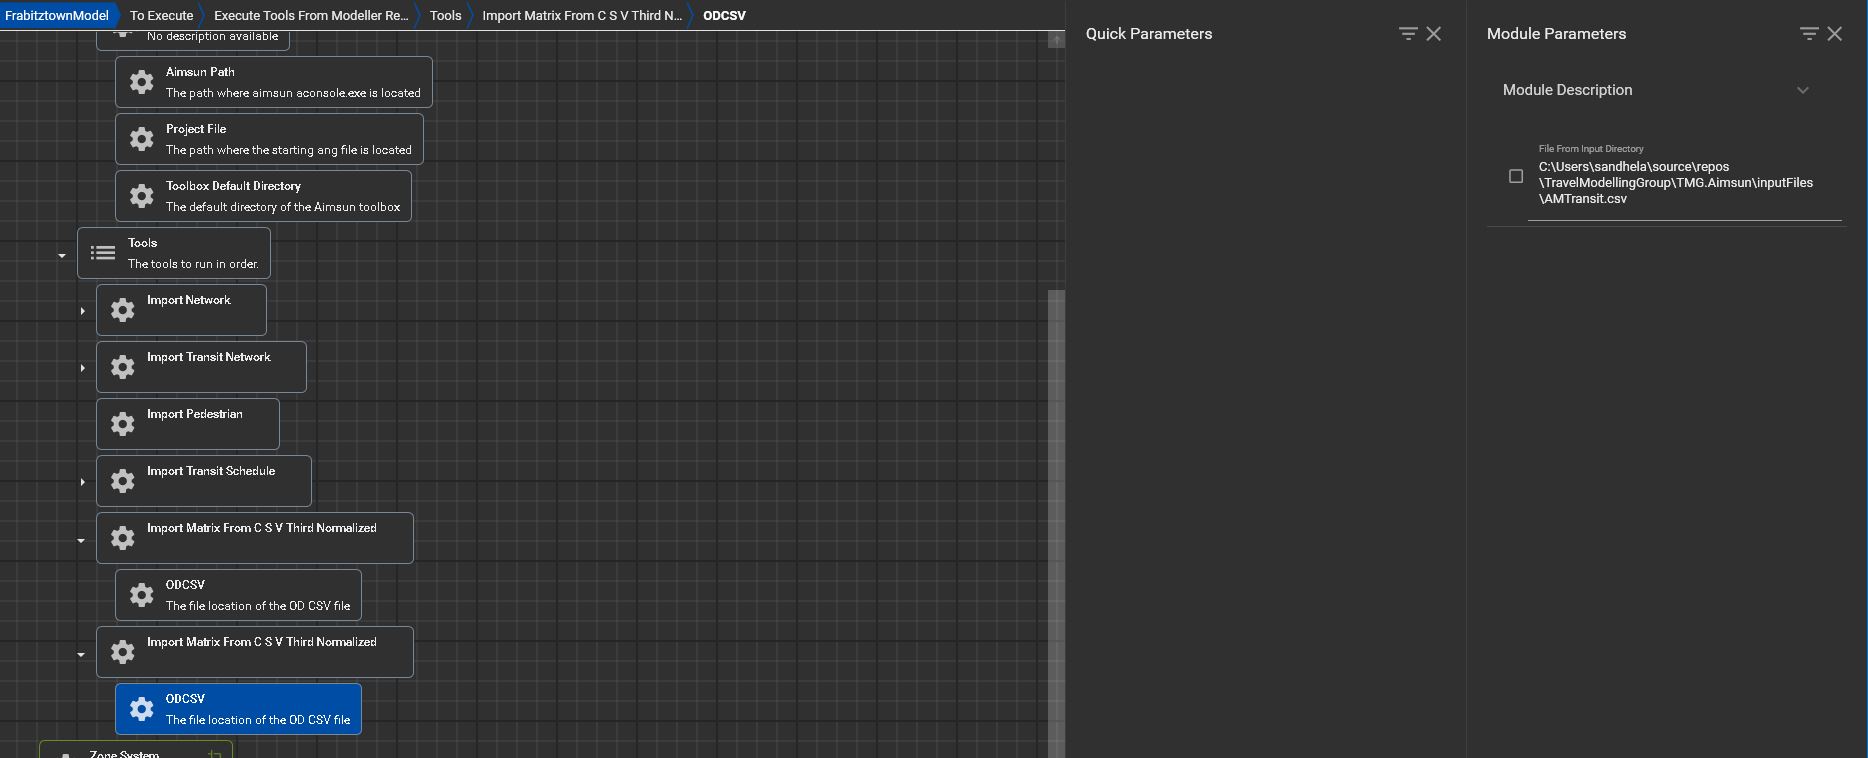 FrabitztownModel
To Execute
Execute Tools From Modeller Re...
Tools
Import Matrix From C S V Third N...
ODCSV
No description available
Aimsun Path
The path where aimsun aconsole.exe is located
Project File
The path where the starting ang file is located
Toolbox Default Directory
The default directory of the Aimsun toolbox
Tools
The tools to run in order.
Import Network
Import Transit Network
Import Pedestrian
Import Transit Schedule
Import Matrix From C S V Third Normalized
ODCSV
The file location of the OD CSV file
Import Matrix From C S V Third Normalized
ODCSV
The file location of the OD CSV file
Zone System
Quick Parameters
Module Parameters
Module Description
File From Input Directory
C:\Users\sandhela\source\repos
\TravelModellingGroup\TMG.Aimsun\inputFiles
\AMTransit.csv